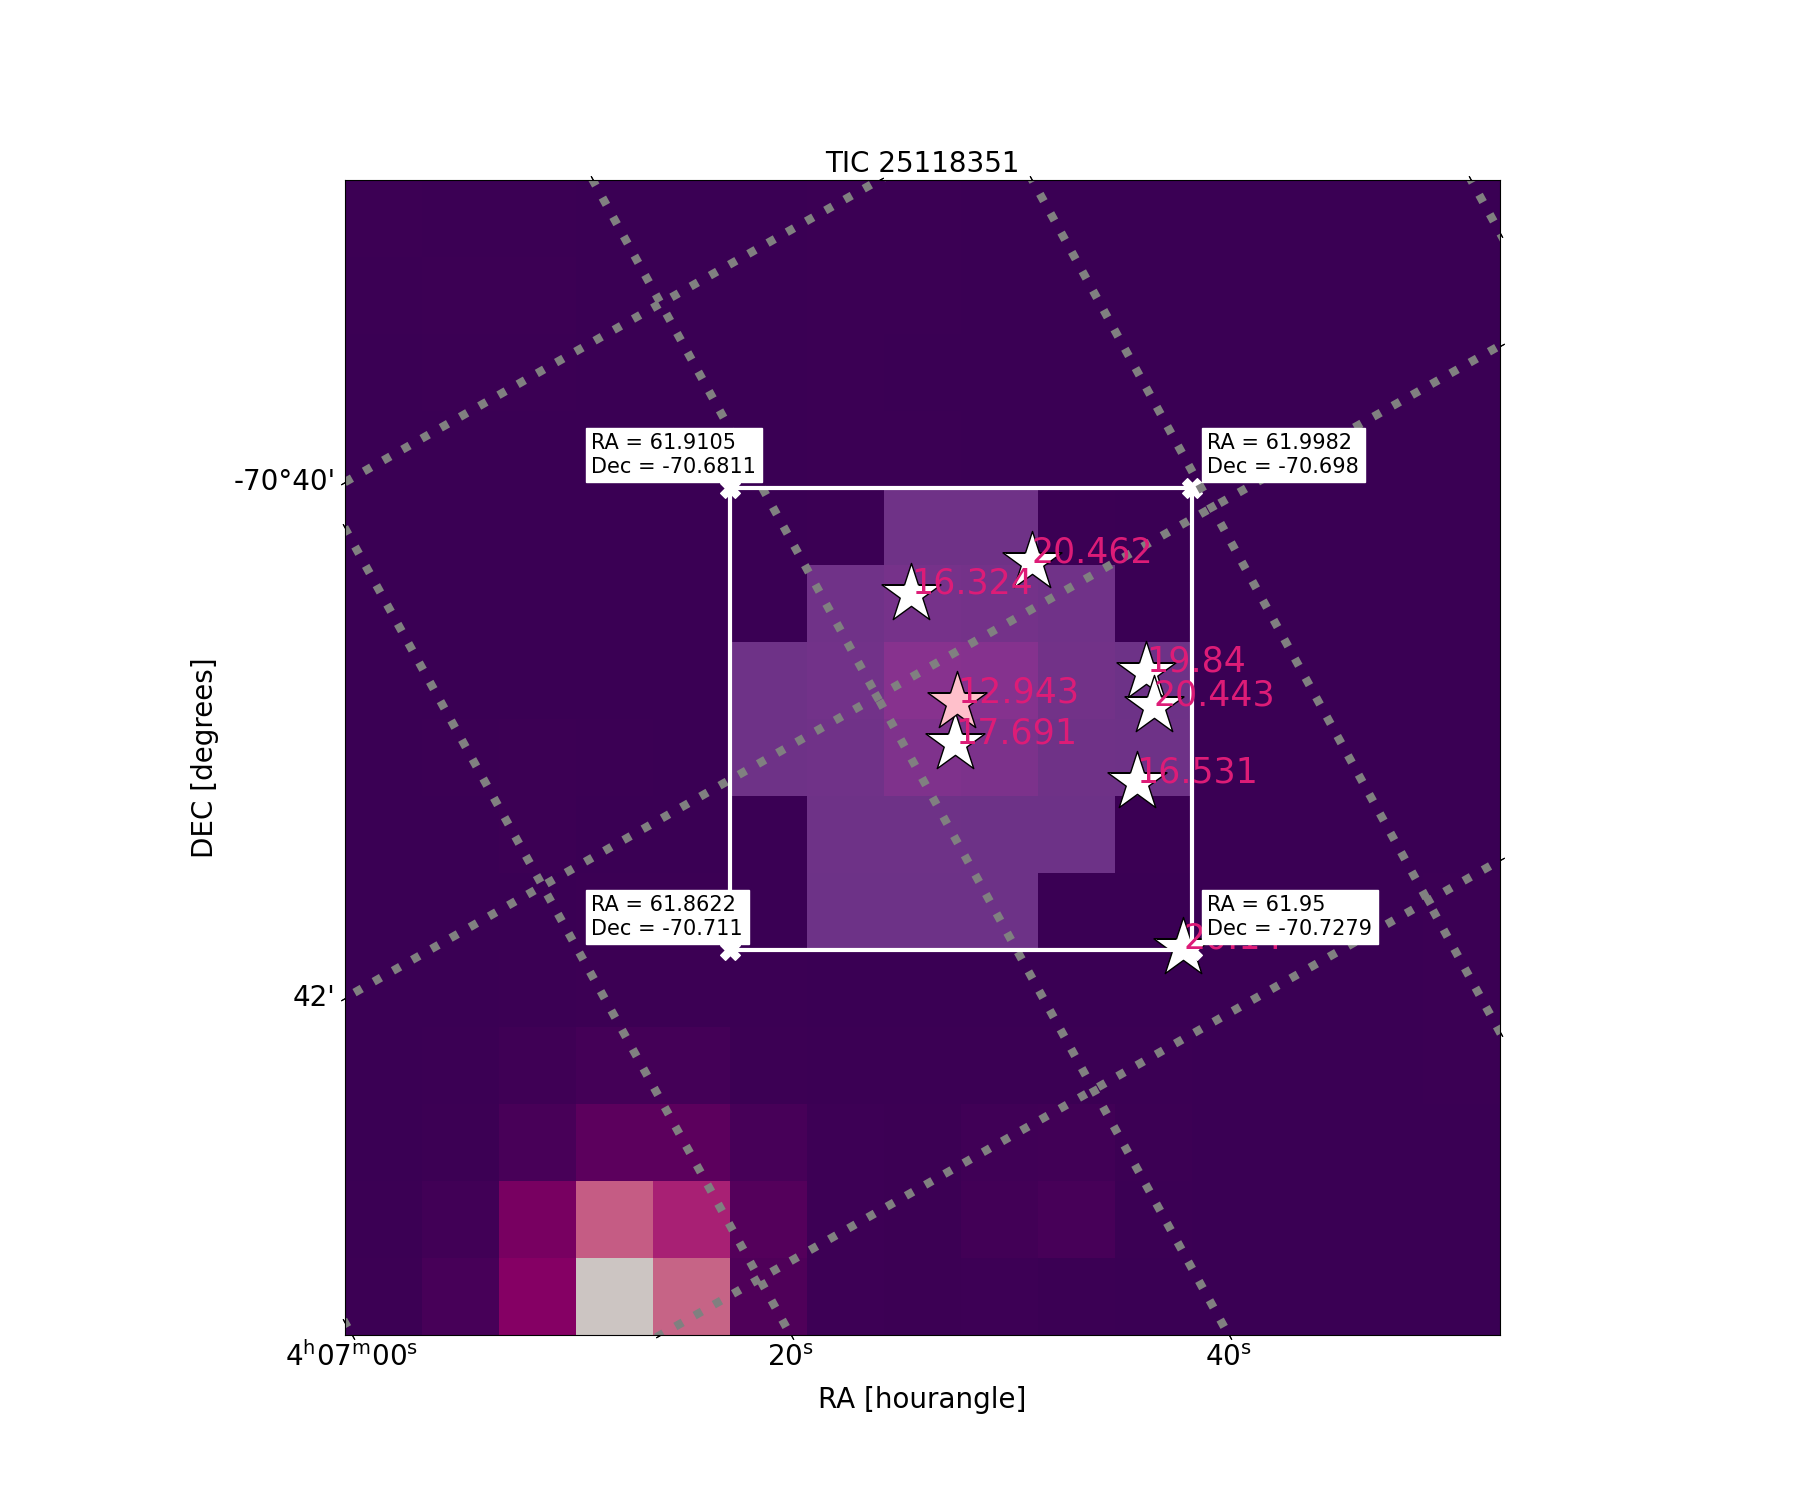 TIC 25118351
RA = 61.9105
Dec = -70.6811
RA = 61.9982
Dec = -70.698
-70°40'
20.462
16.324
19.84
12.943
20.443
17.691
16.531
DEC [degrees]
RA = 61.8622
Dec = -70.711
RA = 61.95
Dec = -70.7279
42'
4ʰ07ᵐ00ˢ
20ˢ
40ˢ
RA [hourangle]